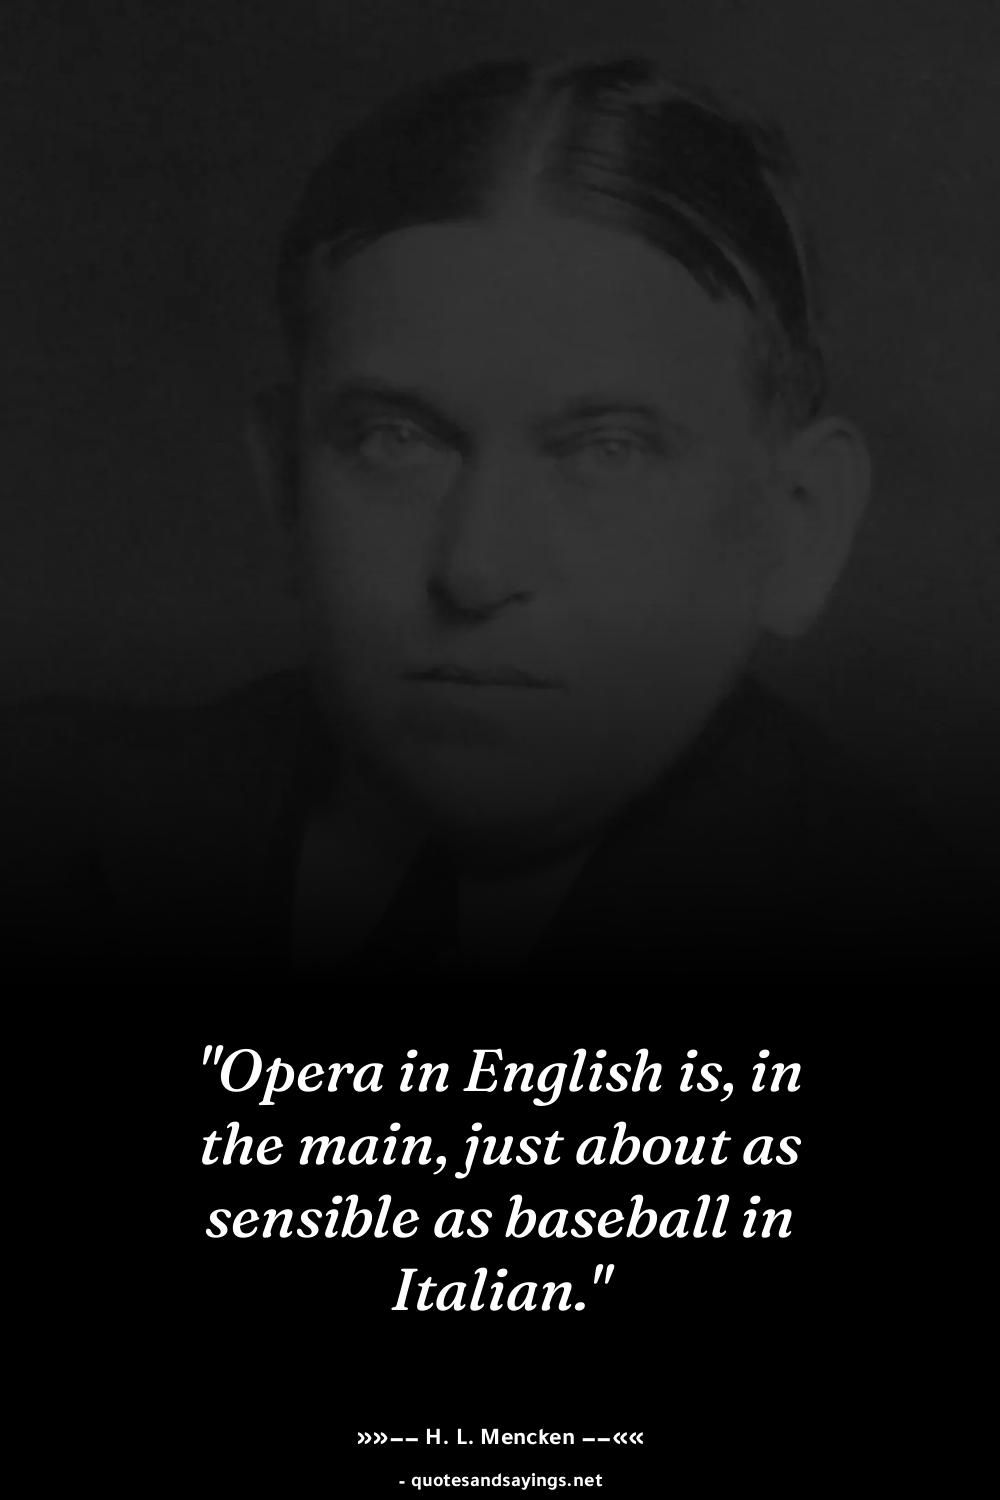 "Opera in English is, in
the main, just about as
sensible as baseball in
Italian."
»»−− H. L. Mencken −−««
- quotesandsayings.net